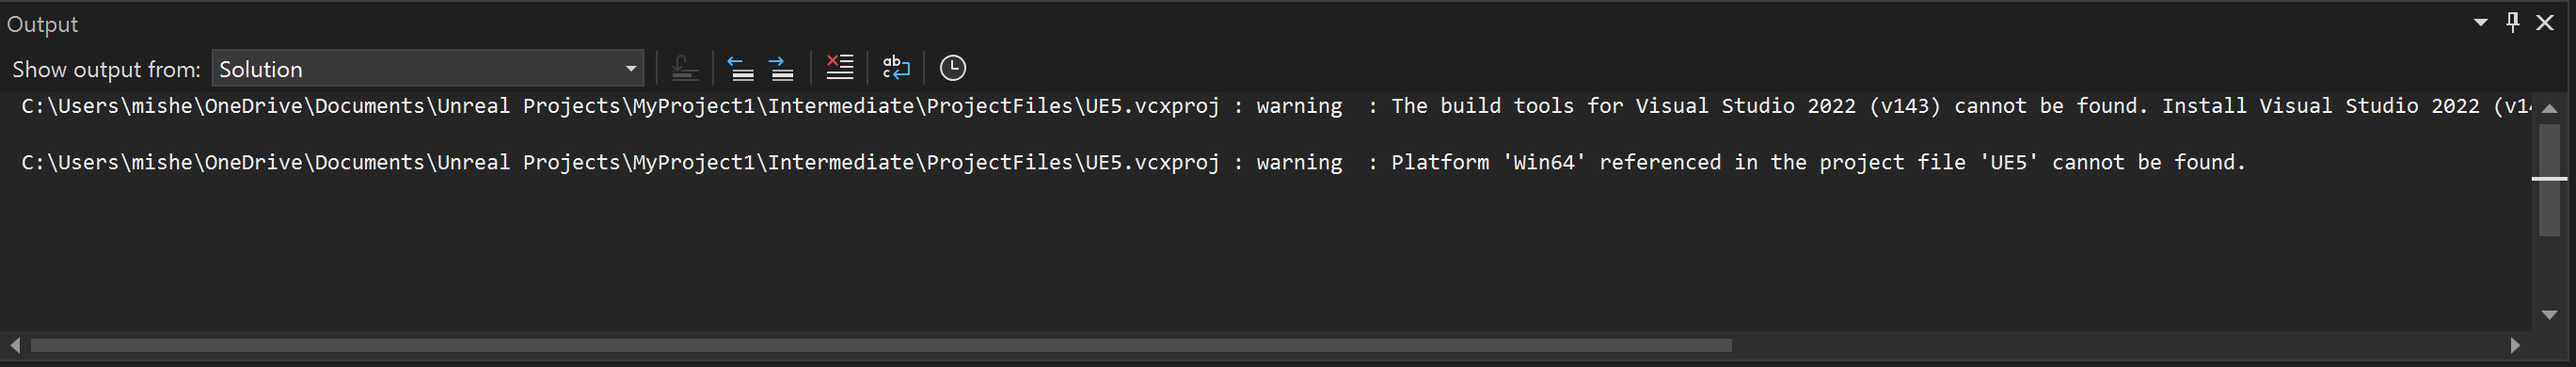 Output
Show output from: Solution
C:\Users\mishe\OneDrive\Documents\Unreal Projects\MyProject1\Intermediate\ProjectFiles\UE5.vcxproj : warning  : The build tools for Visual Studio 2022 (v143) cannot be found. Install Visual Studio 2022 (v14
C:\Users\mishe\OneDrive\Documents\Unreal Projects\MyProject1\Intermediate\ProjectFiles\UE5.vcxproj : warning  : Platform 'Win64' referenced in the project file 'UE5' cannot be found.